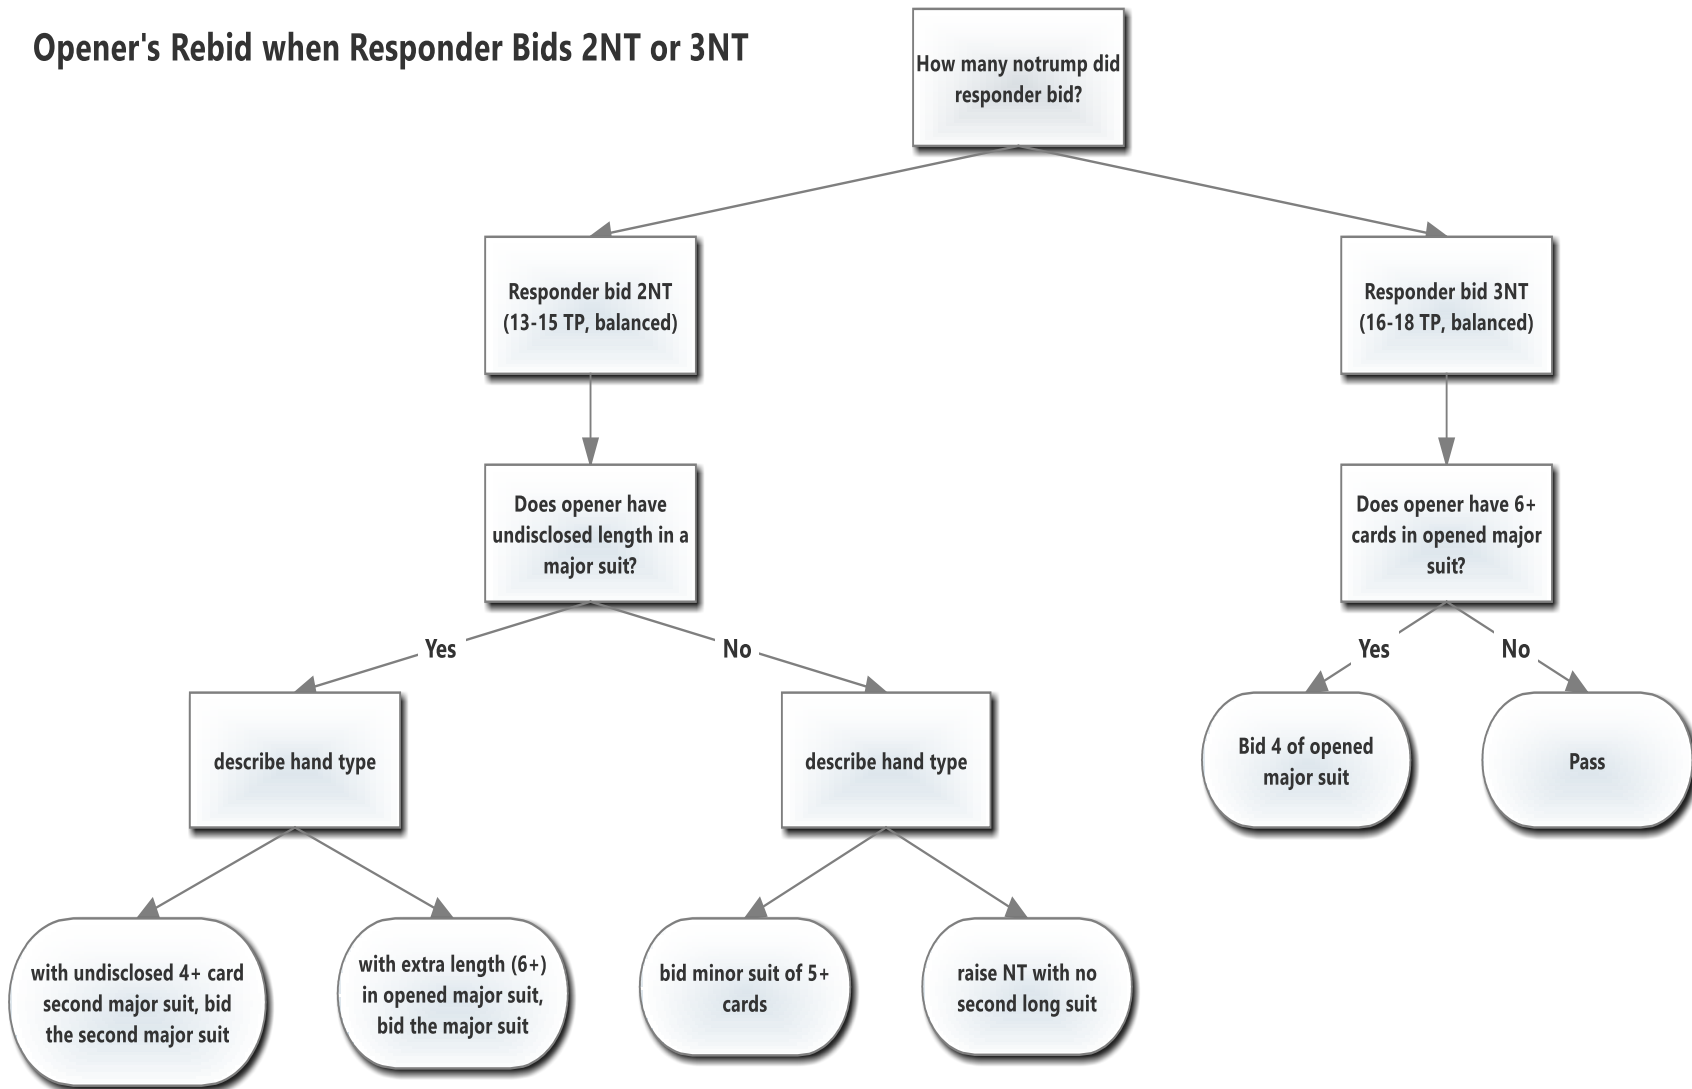 Opener's Rebid when Responder Bids 2NT or 3NT
How many notrump did
responder bid?
Responder bid 2NT
(13-15 TP, balanced)
Responder bid 3NT
(16-18 TP, balanced)
Does opener have
undisclosed length in a
major suit?
Does opener have 6+
cards in opened major
suit?
Yes
No
Yes
No
describe hand type
describe hand type
Bid 4 of opened
major suit
Pass
with undisclosed 4+ card
second major suit, bid
the second major suit
with extra length (6+)
in opened major suit,
bid the major suit
bid minor suit of 5+
cards
raise NT with no
second long suit